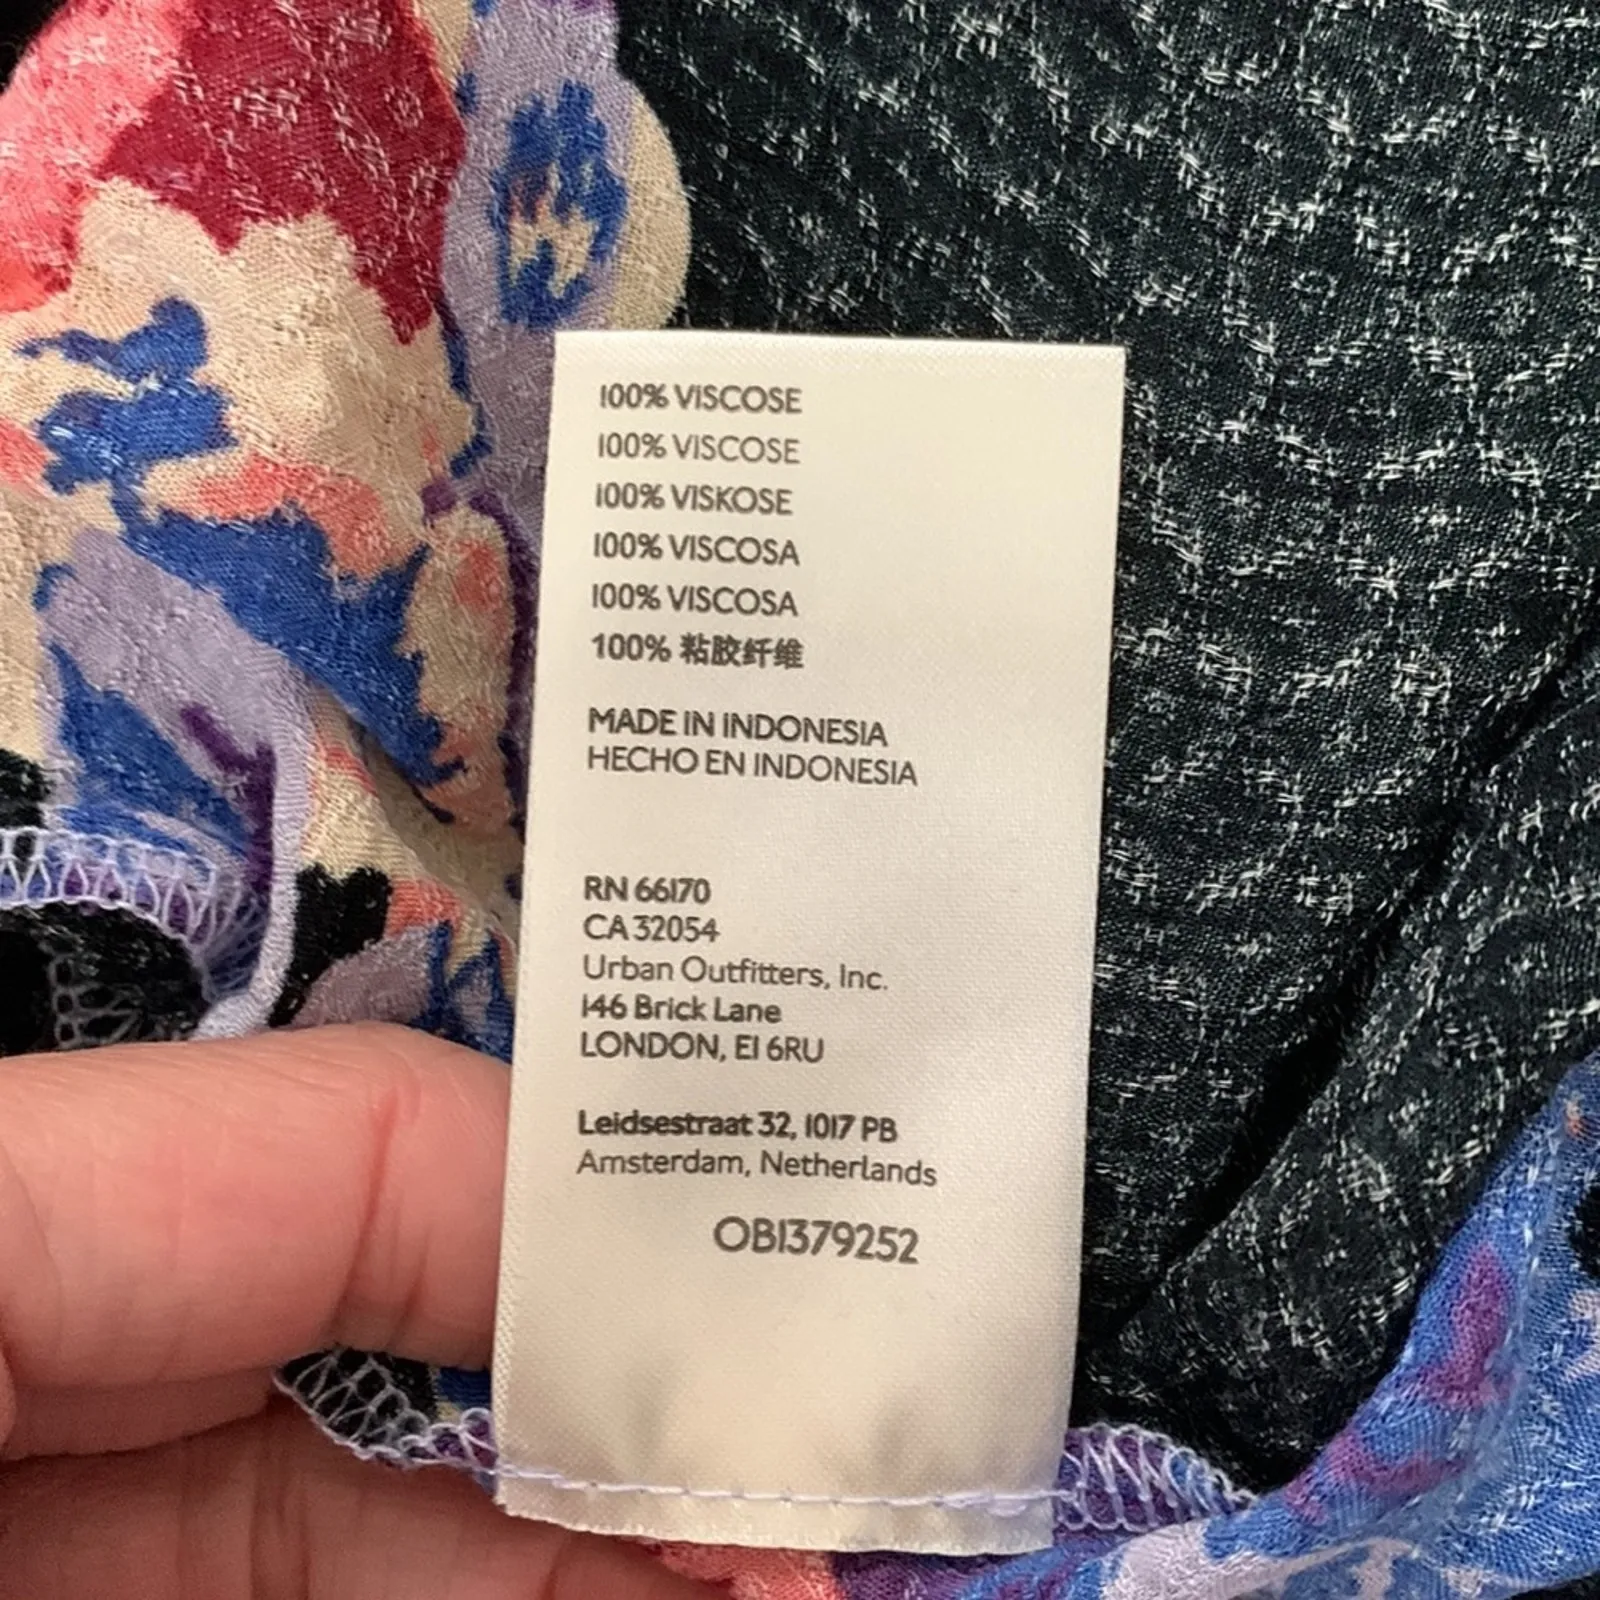 100% VISCOSE
100% VISCOSE
100% VISKOSE
100% VISCOSA
100% VISCOSA
100% 粘胶纤维
MADE IN INDONESIA
HECHO EN INDONESIA
RN 66170
CA 32054
Urban Outfitters, Inc.
146 Brick Lane
LONDON, E1 6RU
Leidsestraat 32, 1017 PB
Amsterdam, Netherlands
OB1379252